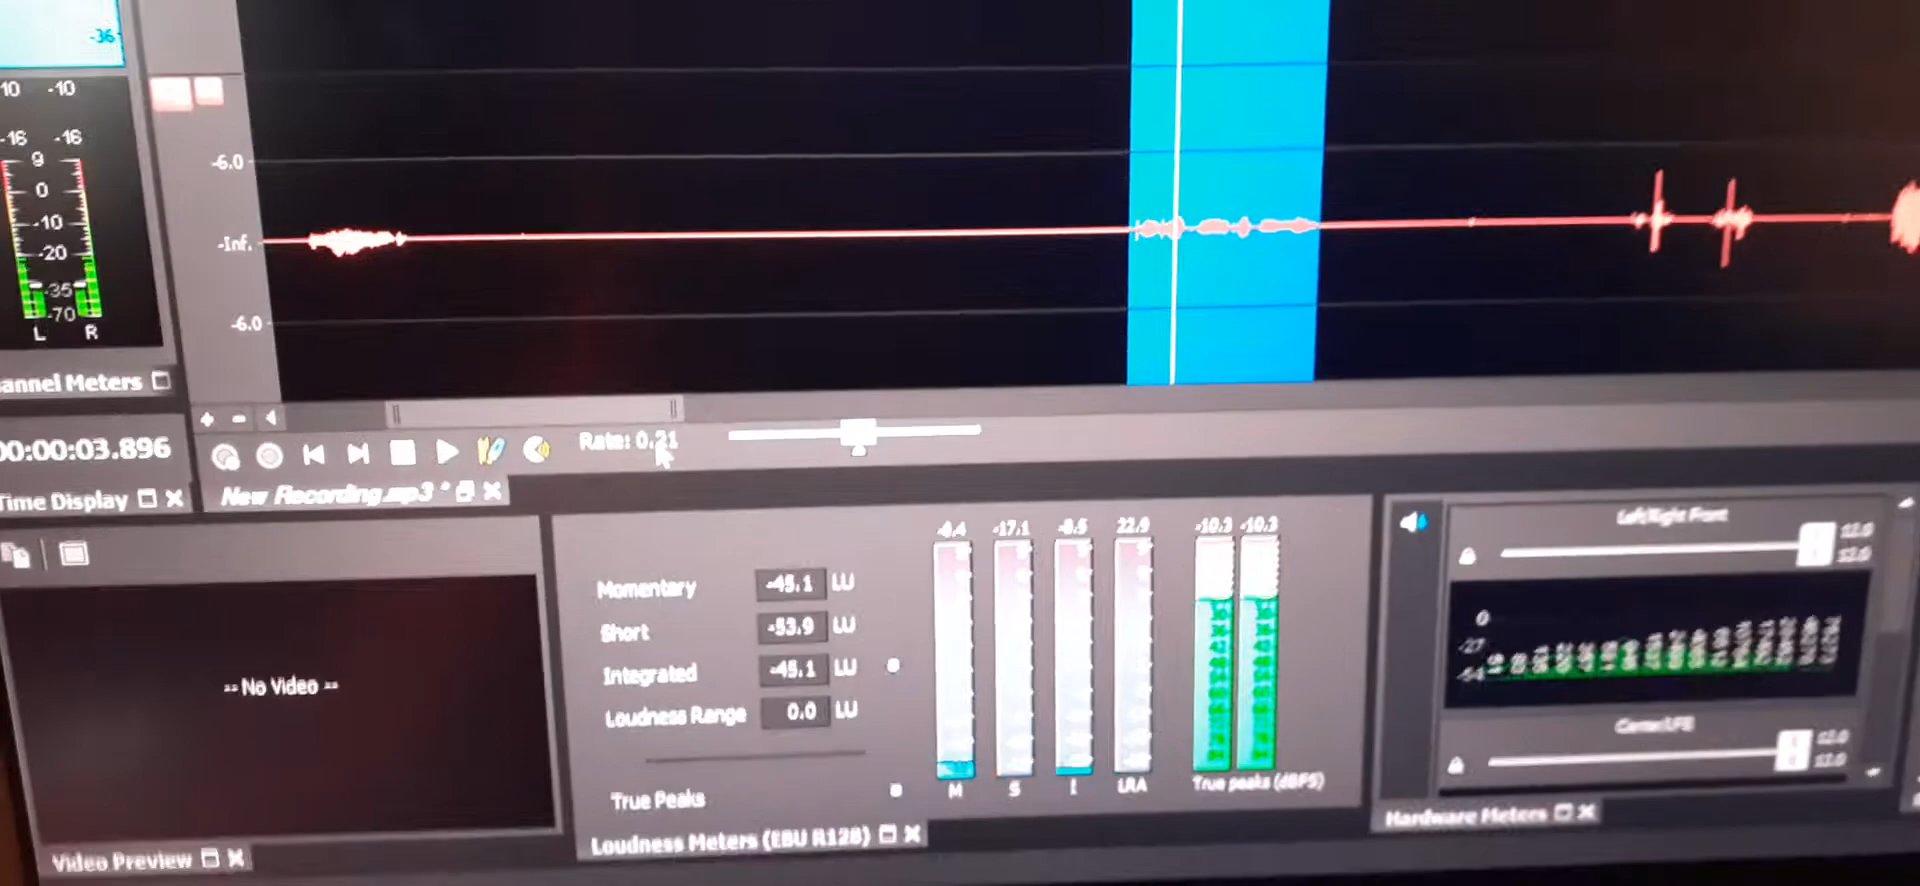 -36
10 -10
-16 -16
9
0
-10
-20
-35
-70
L R
annel Meters
-6.0
-Inf.
-6.0
00:00:03.896
Time Display
Rate: 0.21
New Recording.mp3 *
-- No Video --
Video Preview
Momentary -45.1 LU
Short -53.9 LU
Integrated -45.1 LU
Loudness Range 0.0 LU
True Peaks
-17.1
22.9
-10.3 -10.3
M S I LRA True peaks (dBFS)
Loudness Meters (EBU R128)
Left/Right Front
12.0
12.0
0
-27
-54
Center/LFE
12.0
12.0
Hardware Meters